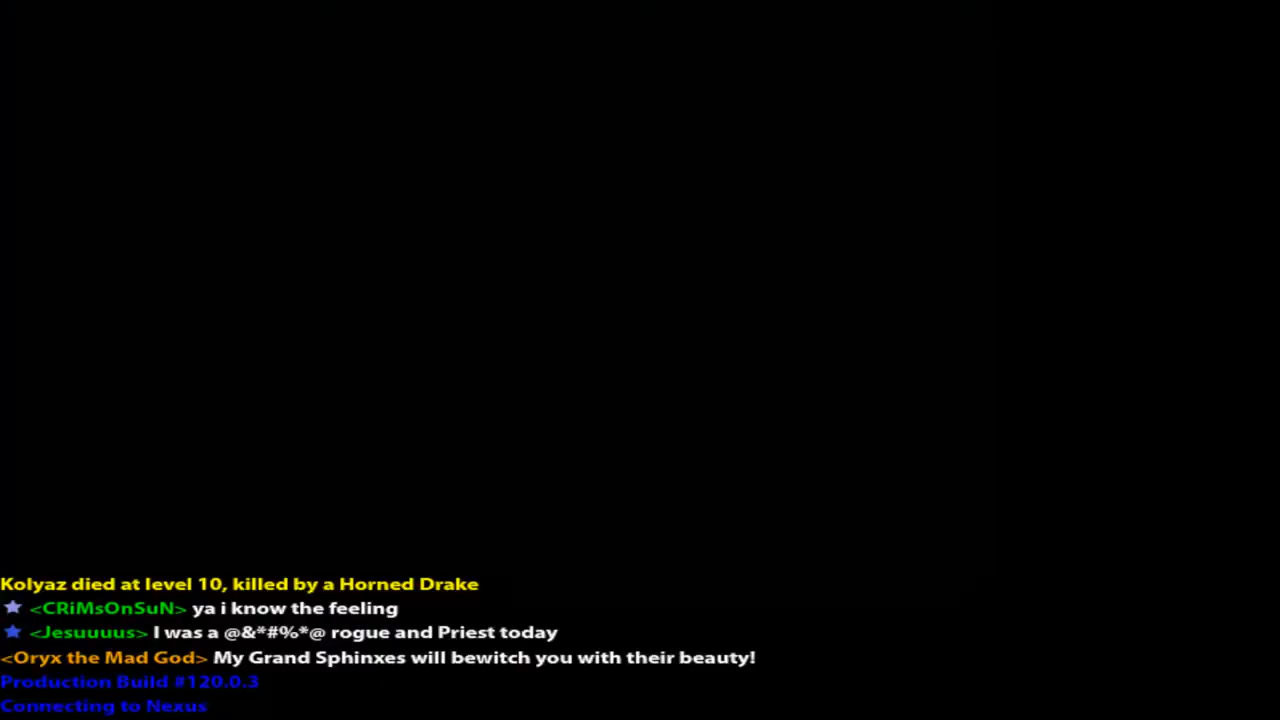 Kolyaz died at level 10, killed by a Horned Drake
<CRiMsOnSuN> ya i know the feeling
<Jesuuuus> I was a @&*#%*@ rogue and Priest today
<Oryx the Mad God> My Grand Sphinxes will bewitch you with their beauty!
Production Build #120.0.3
Connecting to Nexus